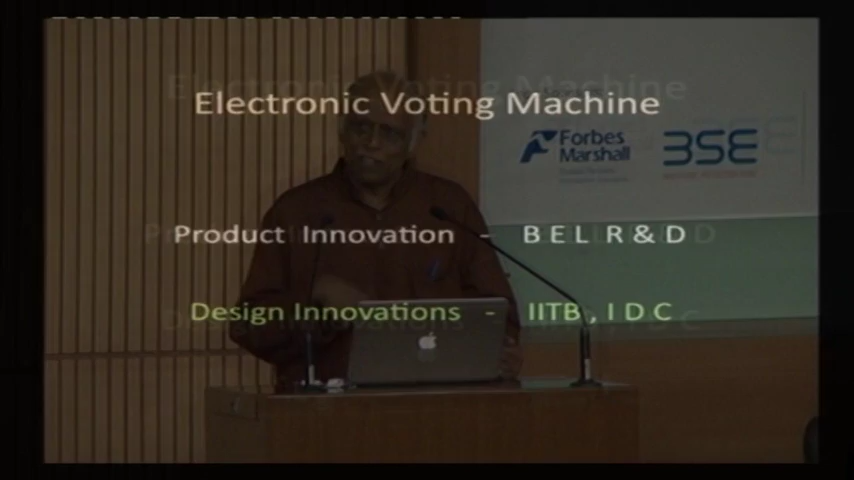 Electronic Voting Machine
Forbes
Marshall
BSE
Product Innovation - B E L R & D
Design Innovations - IITB , I D C